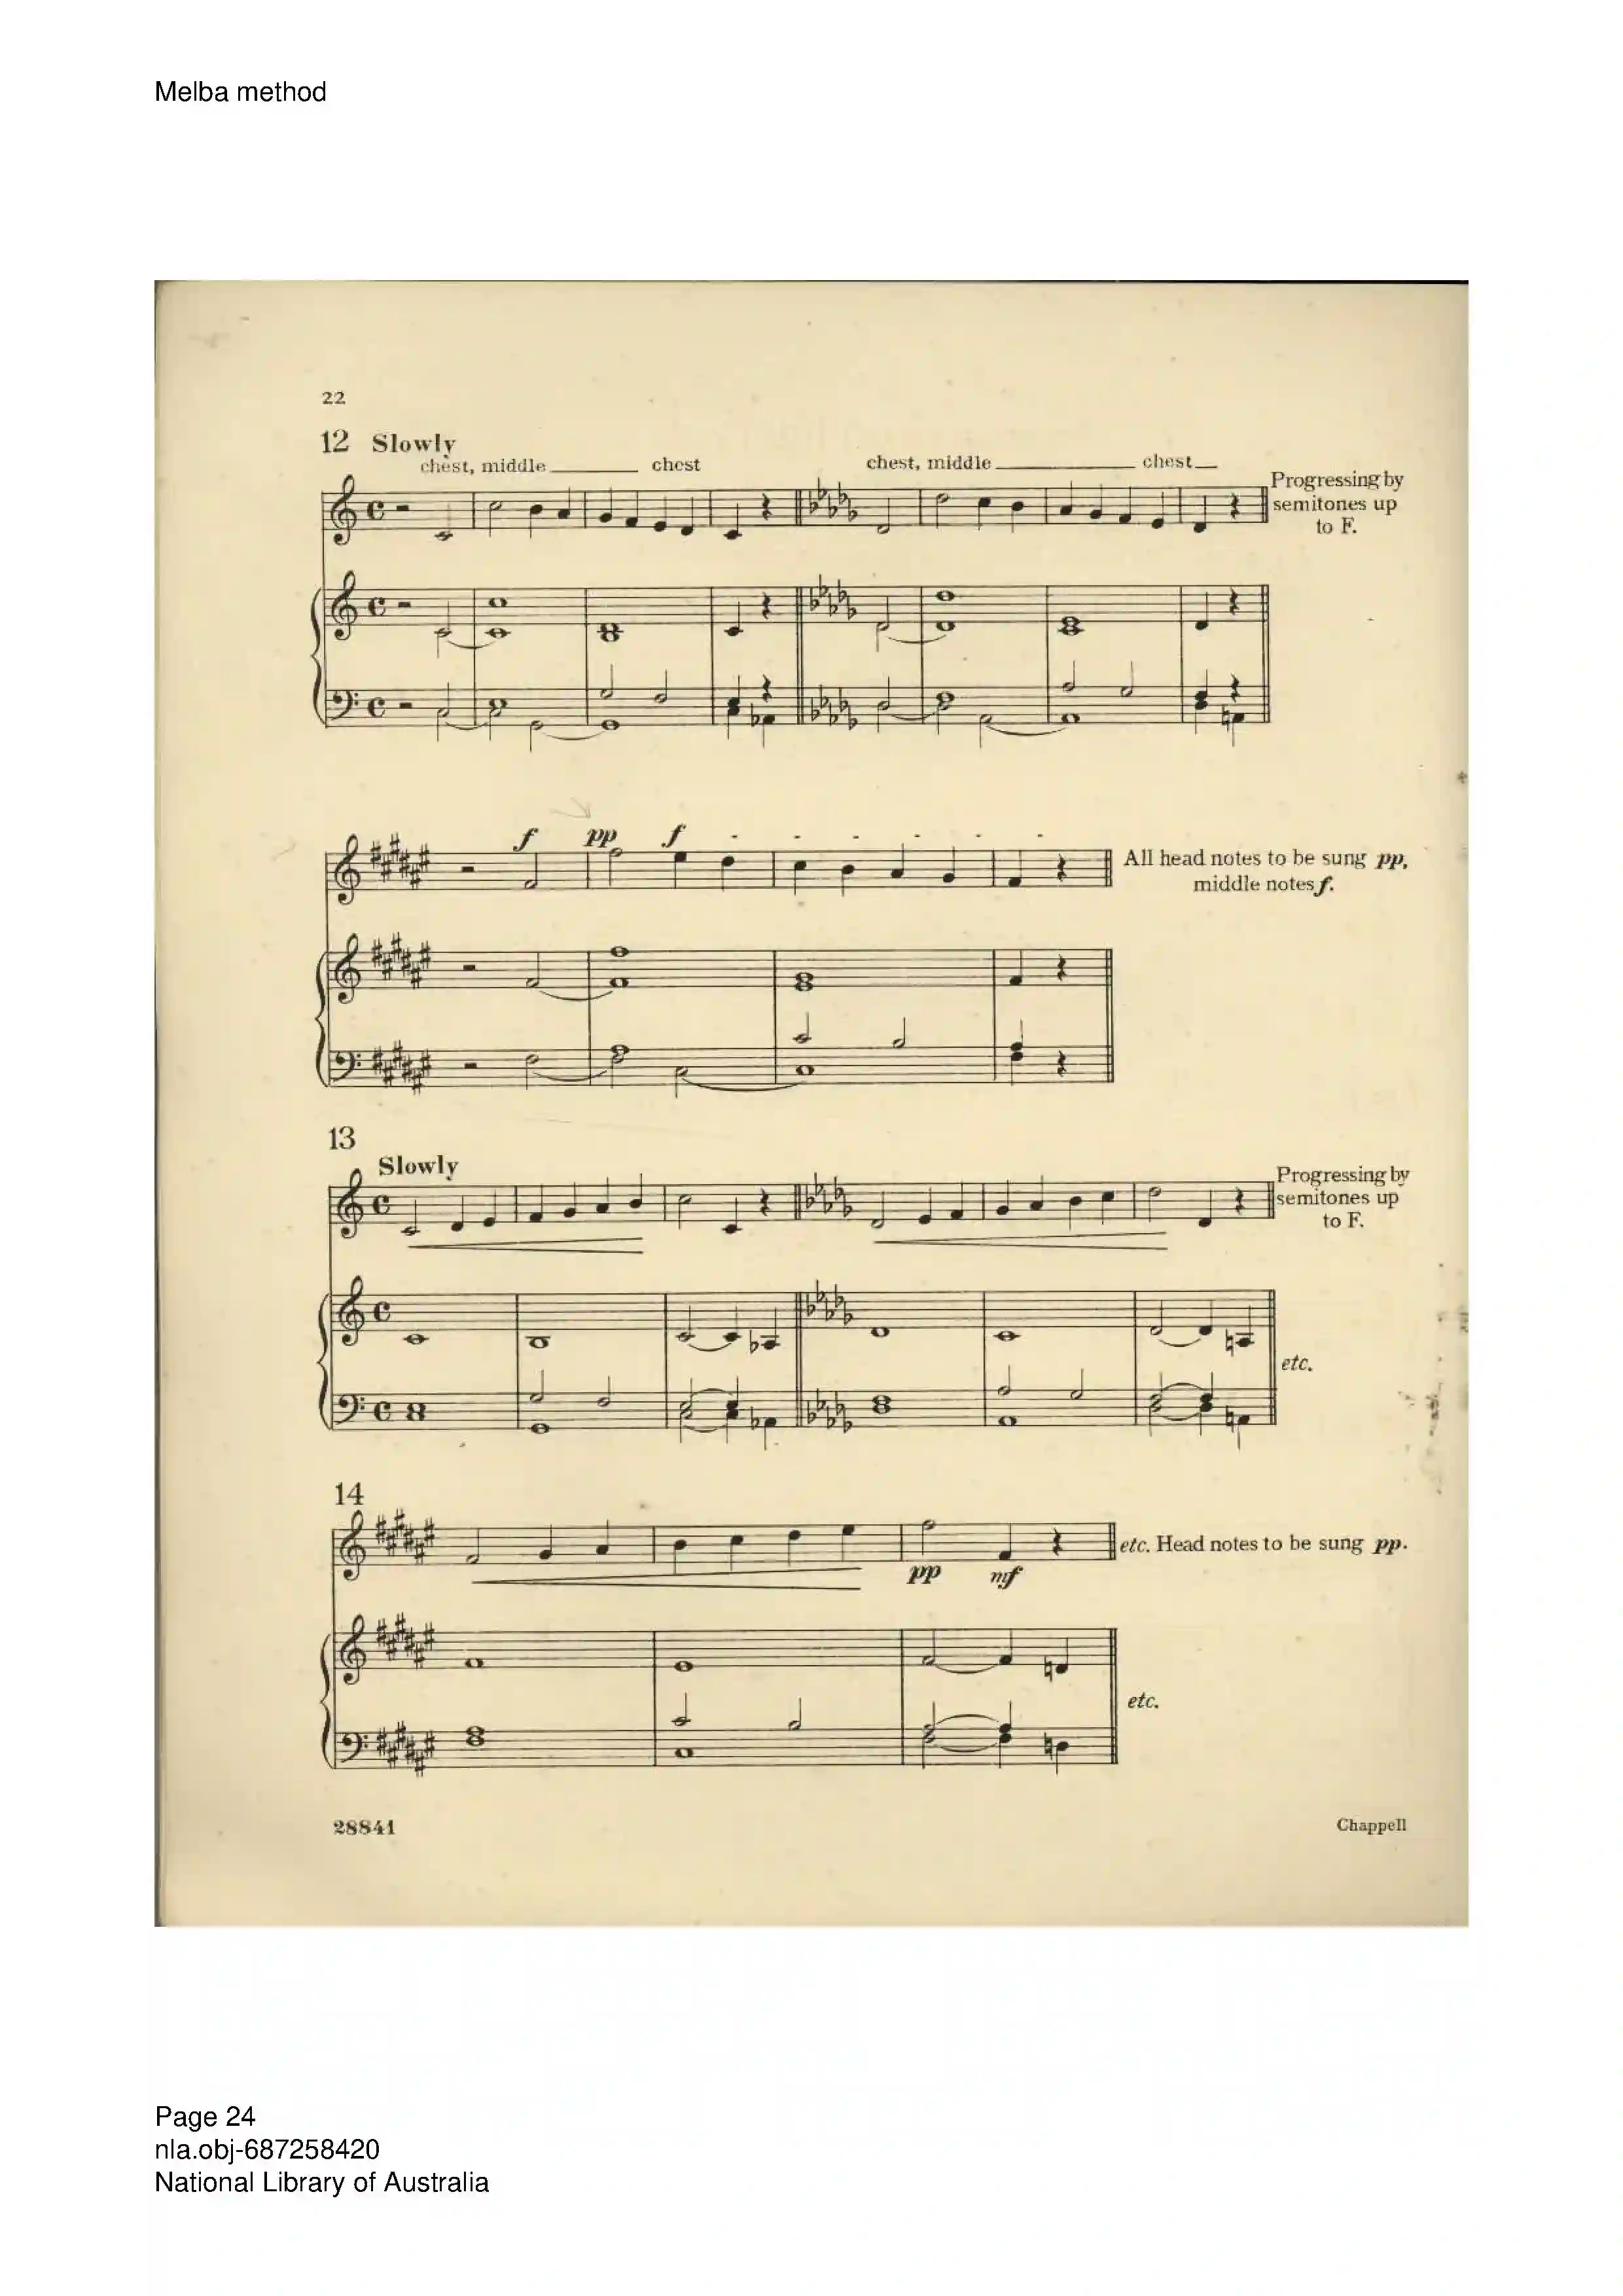 Melba method
22
12 Slowly
chest, middle chest chest, middle chest
Progressing by
semitones up
to F.
f pp f
All head notes to be sung pp,
middle notes f.
13
Slowly
Progressing by
semitones up
to F.
etc.
14
etc. Head notes to be sung pp.
pp mf
etc.
28841 Chappell
Page 24
nla.obj-687258420
National Library of Australia